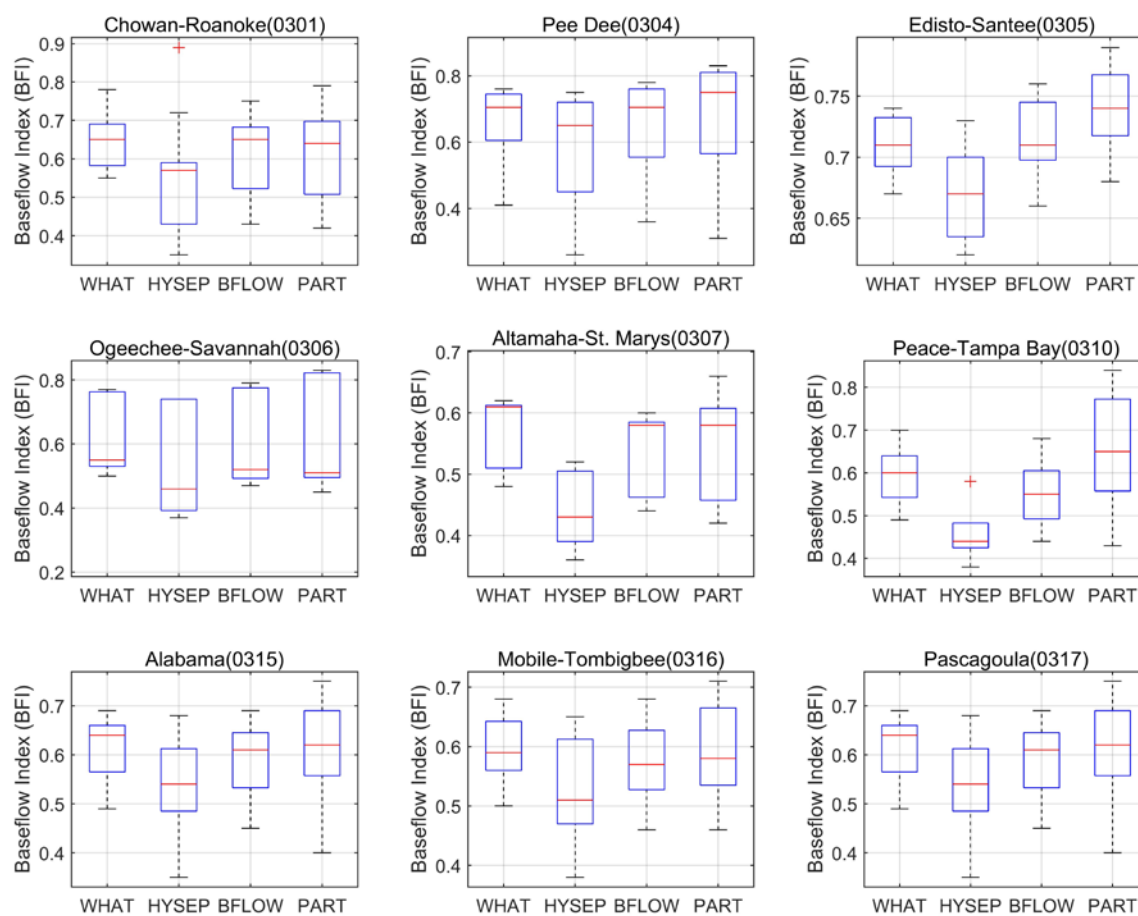 Chowan-Roanoke(0301)
Baseflow Index (BFI)
0.9
0.8
0.7
0.6
0.5
0.4
WHAT HYSEP BFLOW PART
Pee Dee(0304)
Baseflow Index (BFI)
0.8
0.6
0.4
WHAT HYSEP BFLOW PART
Edisto-Santee(0305)
Baseflow Index (BFI)
0.75
0.7
0.65
WHAT HYSEP BFLOW PART
Ogeechee-Savannah(0306)
Baseflow Index (BFI)
0.8
0.6
0.4
0.2
WHAT HYSEP BFLOW PART
Altamaha-St. Marys(0307)
Baseflow Index (BFI)
0.7
0.6
0.5
0.4
WHAT HYSEP BFLOW PART
Peace-Tampa Bay(0310)
Baseflow Index (BFI)
0.8
0.7
0.6
0.5
0.4
WHAT HYSEP BFLOW PART
Alabama(0315)
Baseflow Index (BFI)
0.7
0.6
0.5
0.4
WHAT HYSEP BFLOW PART
Mobile-Tombigbee(0316)
Baseflow Index (BFI)
0.7
0.6
0.5
0.4
WHAT HYSEP BFLOW PART
Pascagoula(0317)
Baseflow Index (BFI)
0.7
0.6
0.5
0.4
WHAT HYSEP BFLOW PART